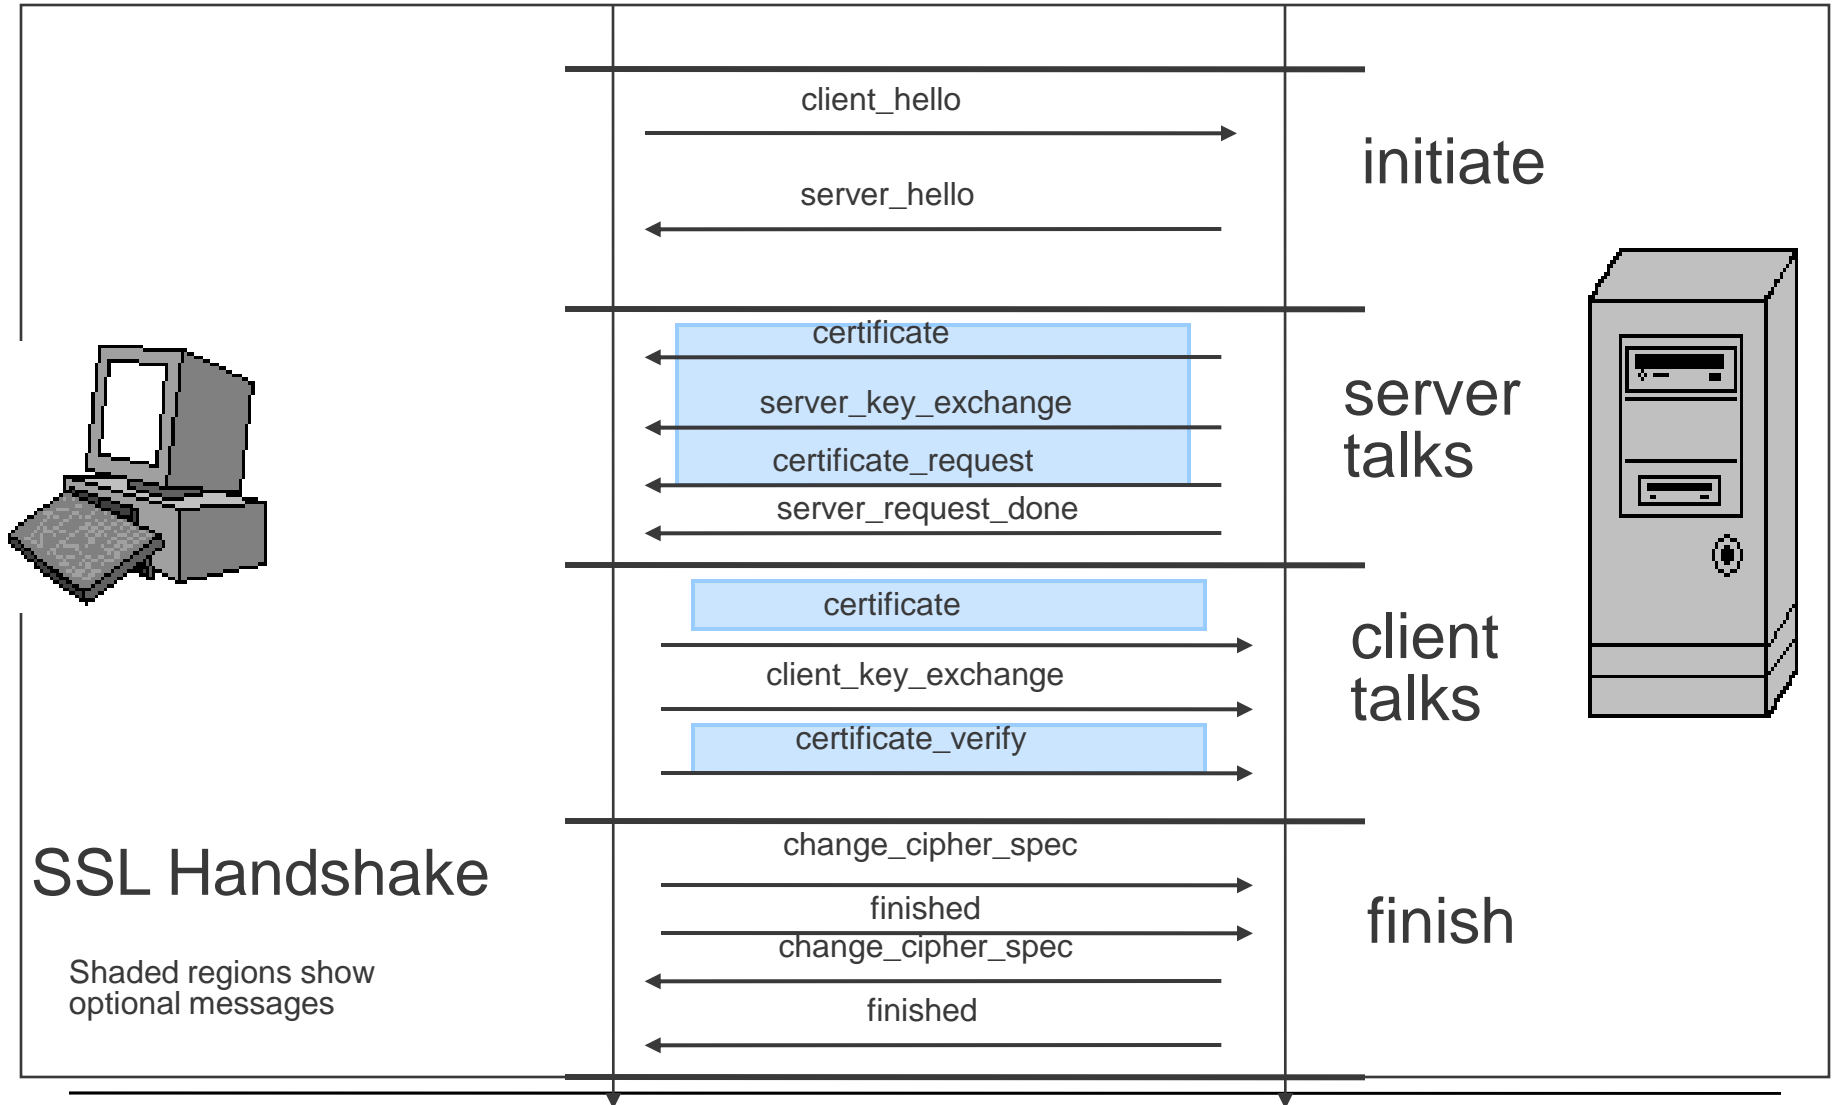 client_hello
initiate
server_hello
certificate
server_key_exchange
server
talks
certificate_request
server_request_done
certificate
client
talks
client_key_exchange
certificate_verify
change_cipher_spec
SSL Handshake
finished
finish
change_cipher_spec
Shaded regions show
optional messages
finished